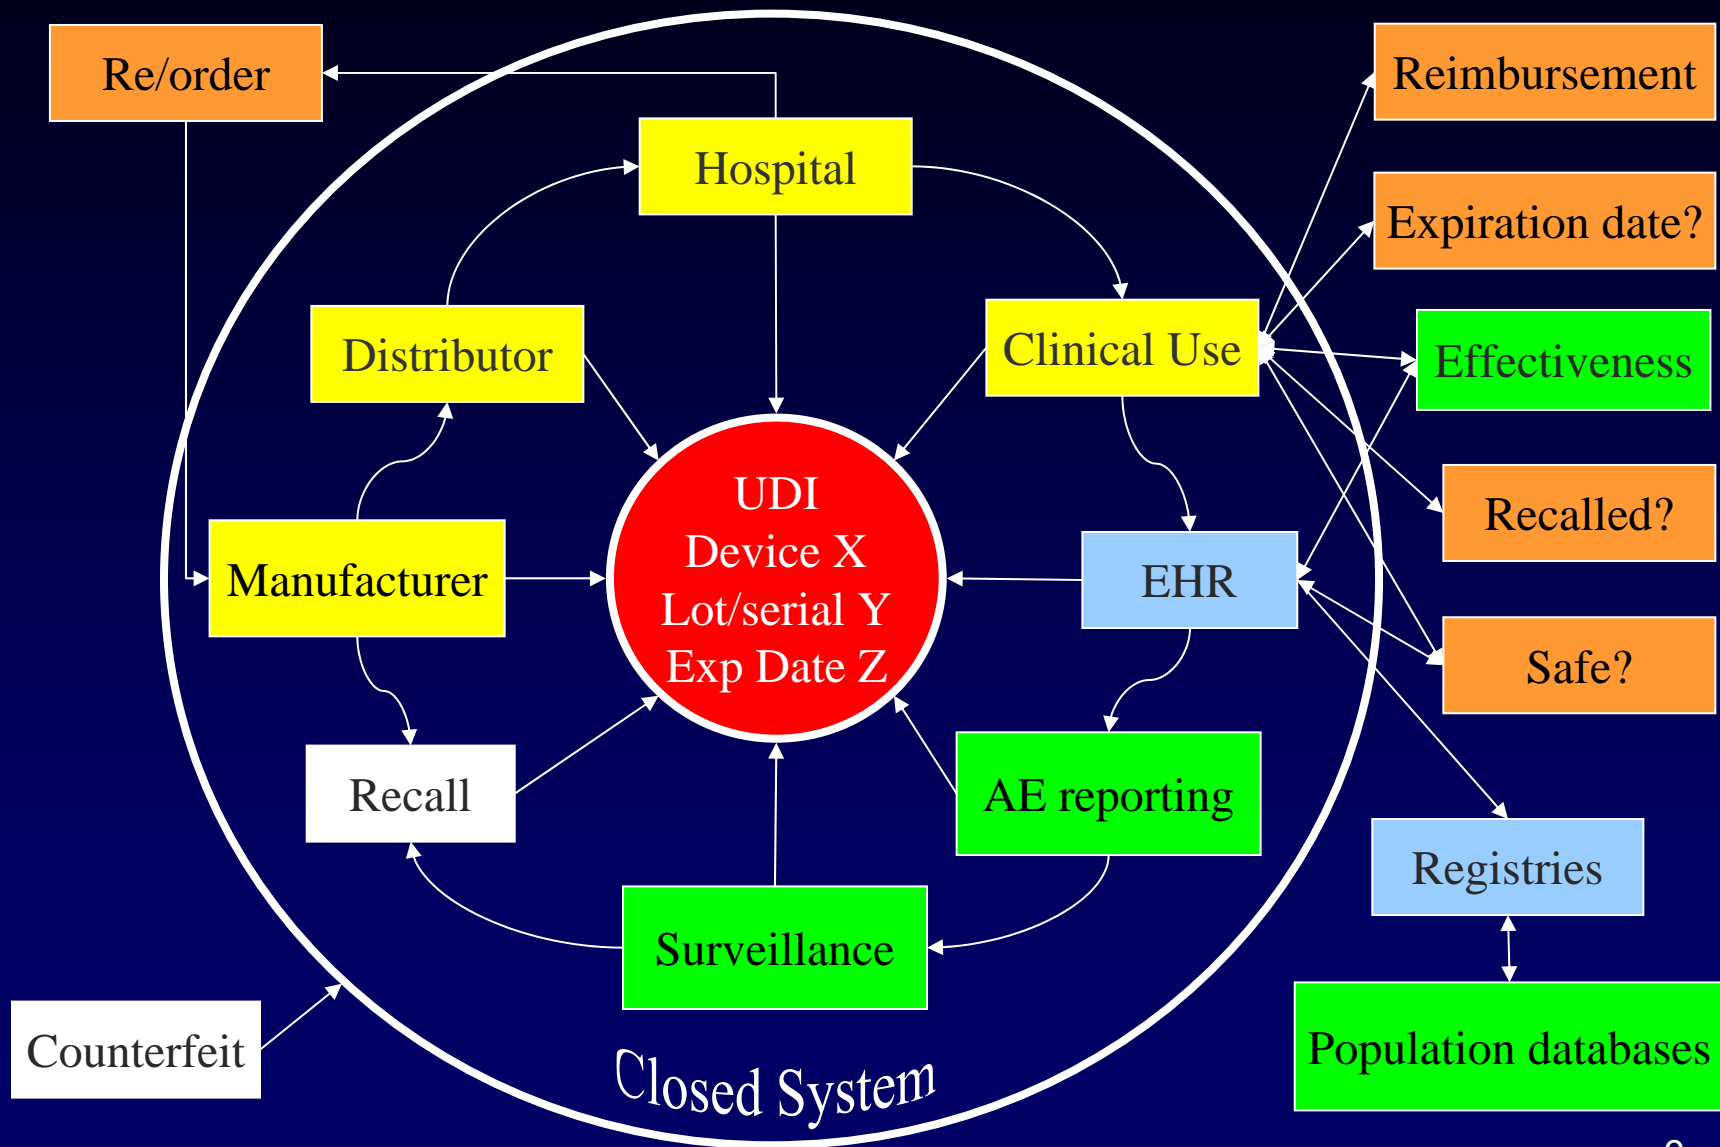 Re/order
Reimbursement
Hospital
Expiration date?
Distributor
Clinical Use
Effectiveness
UDI
Device X
Lot/serial Y
Exp Date Z
Recalled?
Manufacturer
EHR
Safe?
Recall
AE reporting
Registries
Surveillance
Counterfeit
Population databases
Closed System